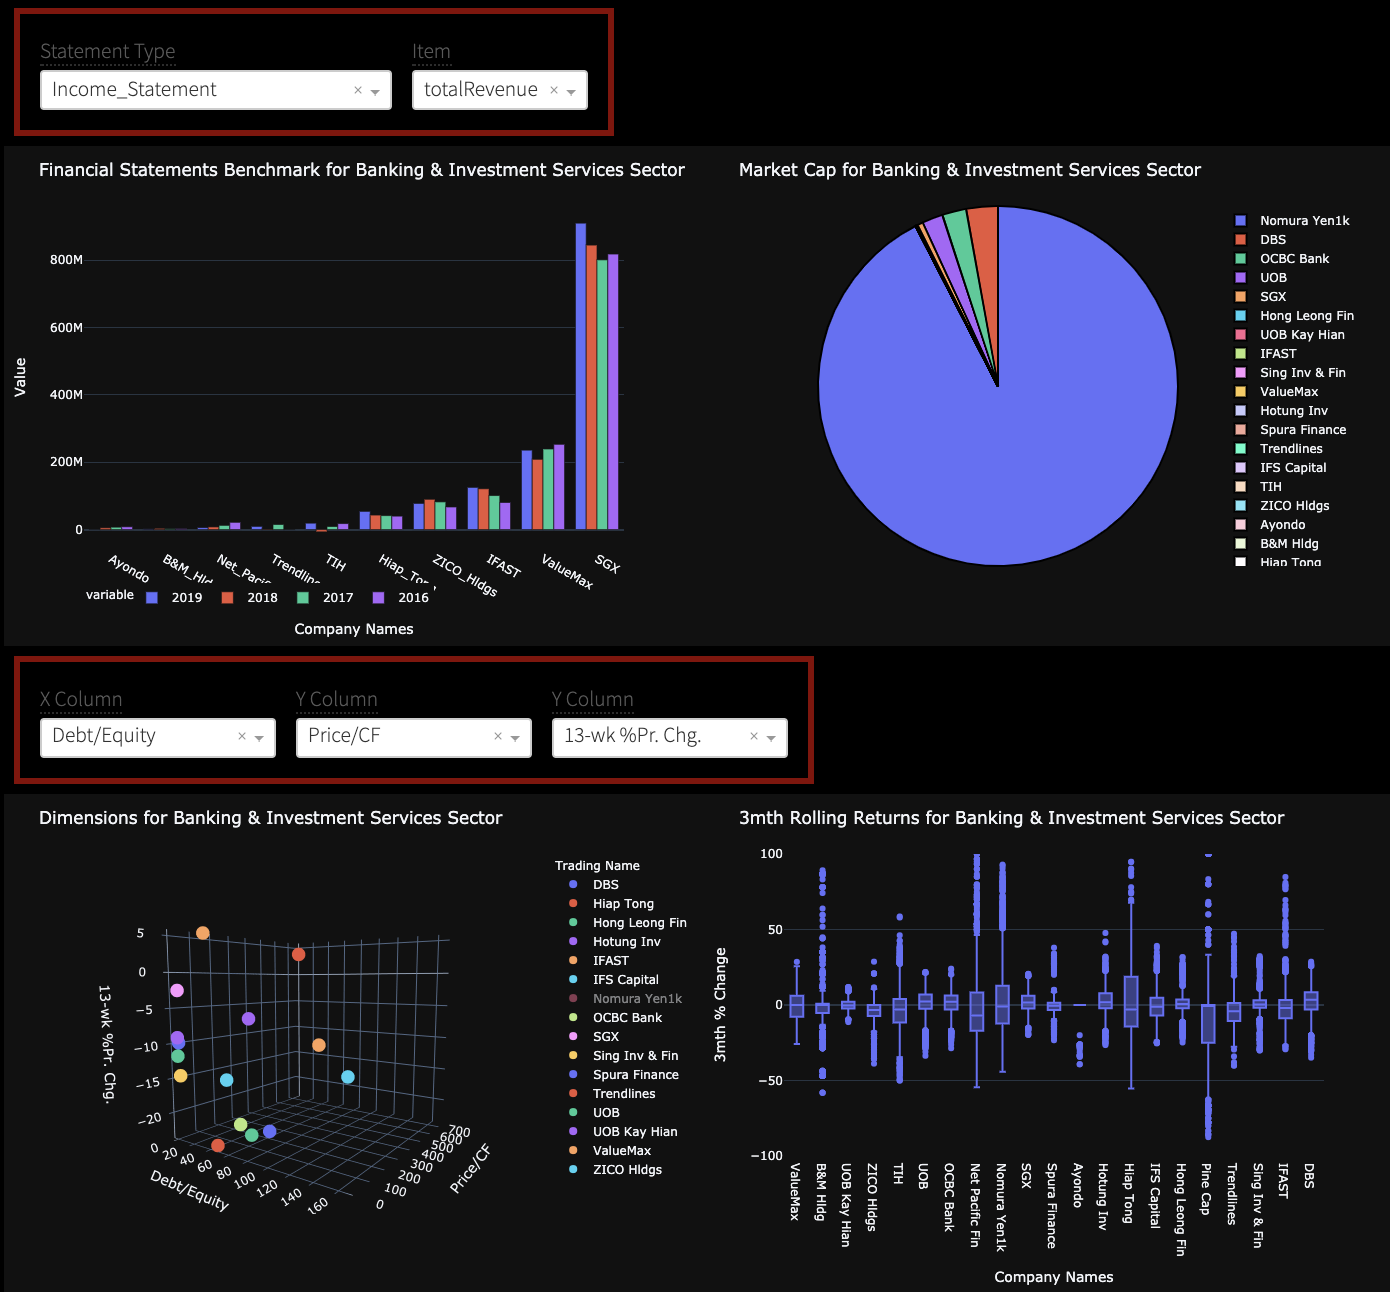 Statement Type
Item
Income_Statement × 
totalRevenue ×
Financial Statements Benchmark for Banking & Investment Services Sector
800M
600M
400M
200M
0
Value
Ayondo
B&M_Hld
Net_Pacific
Trendlines
TIH
Hiap_Tong
ZICO_Hldgs
IFAST
ValueMax
SGX
variable
2019
2018
2017
2016
Company Names
Market Cap for Banking & Investment Services Sector
Nomura Yen1k
DBS
OCBC Bank
UOB
SGX
Hong Leong Fin
UOB Kay Hian
IFAST
Sing Inv & Fin
ValueMax
Hotung Inv
Spura Finance
Trendlines
IFS Capital
TIH
ZICO Hldgs
Ayondo
B&M Hldg
Hiap Tong
X Column
Y Column
Y Column
Debt/Equity ×
Price/CF ×
13-wk %Pr. Chg. ×
Dimensions for Banking & Investment Services Sector
5
0
−5
−10
−15
−20
13-wk %Pr. Chg.
0
20
40
60
80
100
120
140
160
Debt/Equity
0
100
200
300
400
500
600
700
Price/CF
Trading Name
DBS
Hiap Tong
Hong Leong Fin
Hotung Inv
IFAST
IFS Capital
Nomura Yen1k
OCBC Bank
SGX
Sing Inv & Fin
Spura Finance
Trendlines
UOB
UOB Kay Hian
ValueMax
ZICO Hldgs
3mth Rolling Returns for Banking & Investment Services Sector
100
50
0
−50
−100
3mth % Change
ValueMax
B&M Hldg
UOB Kay Hian
ZICO Hldgs
TIH
UOB
OCBC Bank
Net Pacific Fin
Nomura Yen1k
SGX
Spura Finance
Ayondo
Hotung Inv
Hiap Tong
IFS Capital
Hong Leong Fin
Pine Cap
Trendlines
Sing Inv & Fin
IFAST
DBS
Company Names